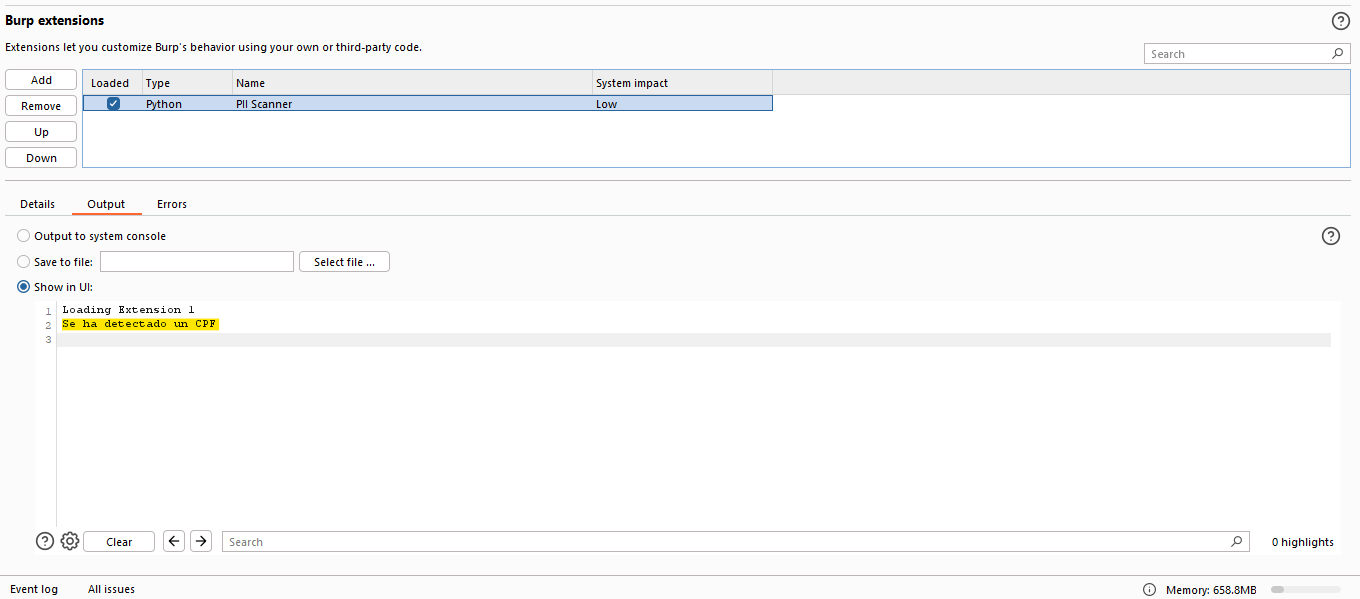 Burp extensions
Extensions let you customize Burp's behavior using your own or third-party code.
Search
Add
Remove
Up
Down
Loaded Type Name System impact
Python PII Scanner Low
Details Output Errors
Output to system console
Save to file: Select file ...
Show in UI:
1 Loading Extension 1
2 Se ha detectado un CPF
3
Clear Search 0 highlights
Event log All issues Memory: 658.8MB